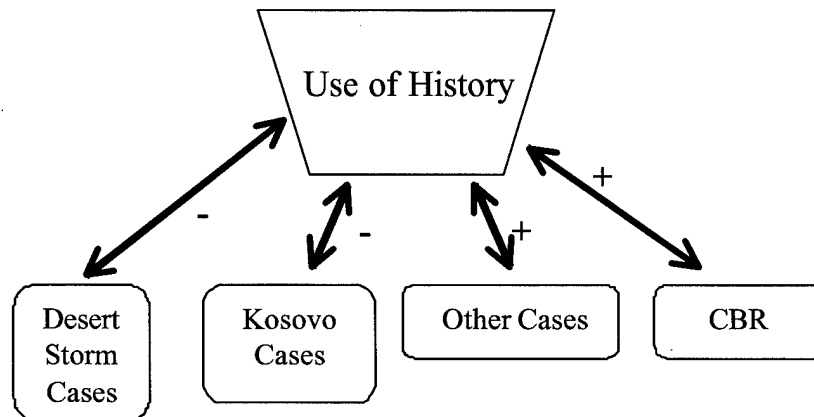 Use of History
+
-
-
+
Desert
Storm
Cases
Kosovo
Cases
Other Cases
CBR